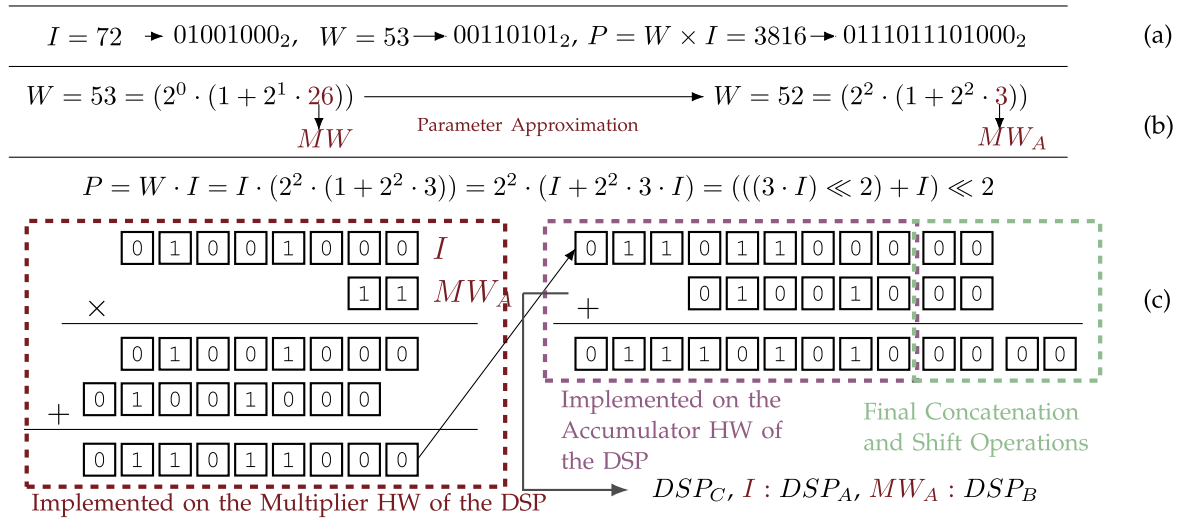 I = 72 → 01001000₂, W = 53 → 00110101₂, P = W × I = 3816 → 0111011101000₂ (a)
W = 53 = (2⁰ · (1 + 2¹ · 26)) → W = 52 = (2² · (1 + 2² · 3))
Parameter Approximation
MW MW_A (b)
P = W · I = I · (2² · (1 + 2² · 3)) = 2² · (I + 2² · 3 · I) = (((3 · I) ≪ 2) + I) ≪ 2
0 1 0 0 1 0 0 0 I
1 1 MW_A
×
0 1 0 0 1 0 0 0
0 1 0 0 1 0 0 0
+
0 1 1 0 1 1 0 0 0
Implemented on the Multiplier HW of the DSP
0 1 1 0 1 1 0 0 0 0 0
0 1 0 0 1 0 0 0
+
0 1 1 1 0 1 0 1 0 0 0 0 0
(c)
Implemented on the
Accumulator HW of
the DSP
Final Concatenation
and Shift Operations
DSP_C, I : DSP_A, MW_A : DSP_B